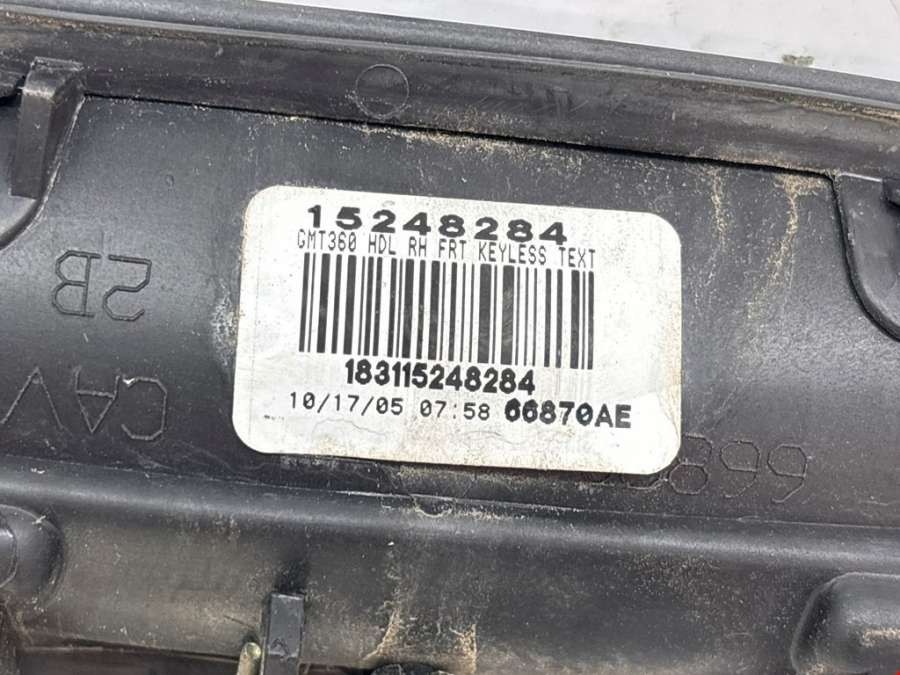 15248284
GMT360 HDL RH FRT KEYLESS TEXT
183115248284
10/17/05 07:58 66870AE
2B
CAV